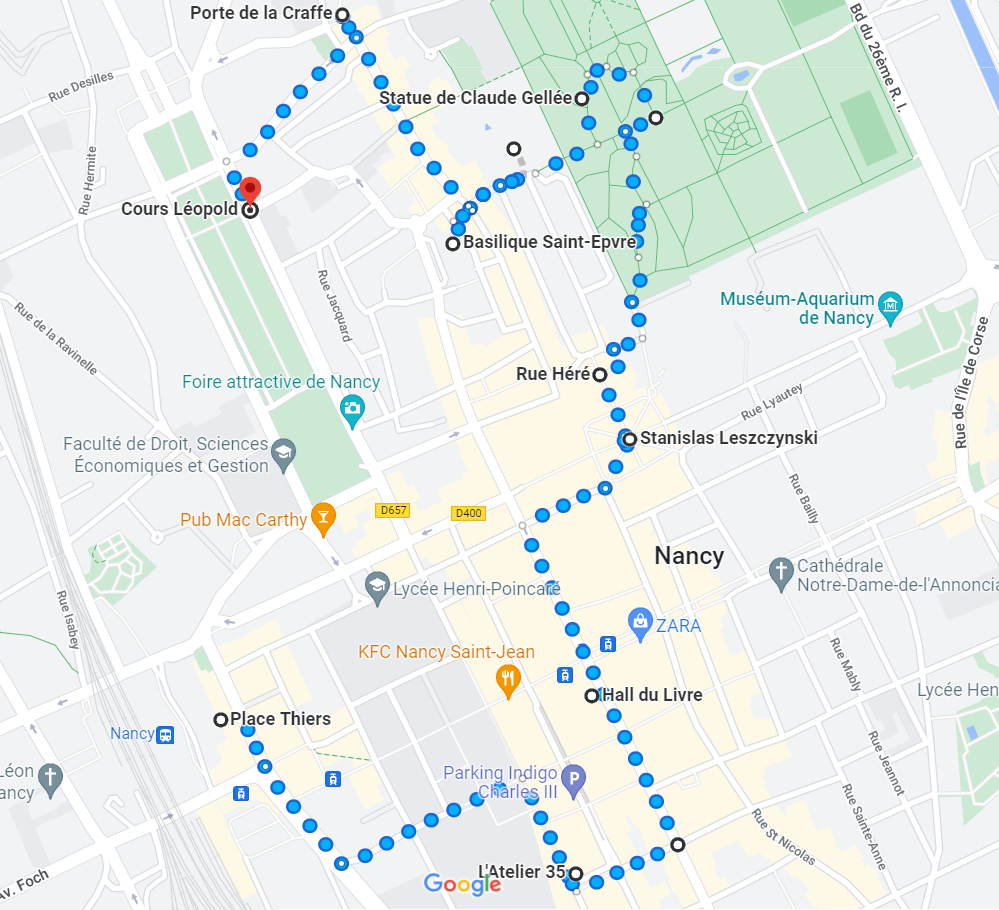 Porte de la Craffe
Bd du 26ème R. I.
Rue Desilles
Statue de Claude Gellée
Rue Hermite
Cours Léopold
Basilique Saint-Epvre
Rue Jacquard
Muséum-Aquarium
de Nancy
Rue de la Ravinelle
Rue de l'Île de Corse
Foire attractive de Nancy
Rue Héré
Rue Lyautey
Faculté de Droit, Sciences
Économiques et Gestion
Stanislas Leszczynski
Rue Bailly
Pub Mac Carthy
D657
D400
Nancy
Cathédrale
Notre-Dame-de-l'Annoncia
Lycée Henri-Poincaré
Rue Isabey
ZARA
KFC Nancy Saint-Jean
Rue Mably
Hall du Livre
Lycée Hen
Place Thiers
Nancy
Léon
ancy
Parking Indigo
Charles III
P
Rue Jeannot
Rue St Nicolas
Rue Sainte-Anne
L'Atelier 35
Av. Foch
Google